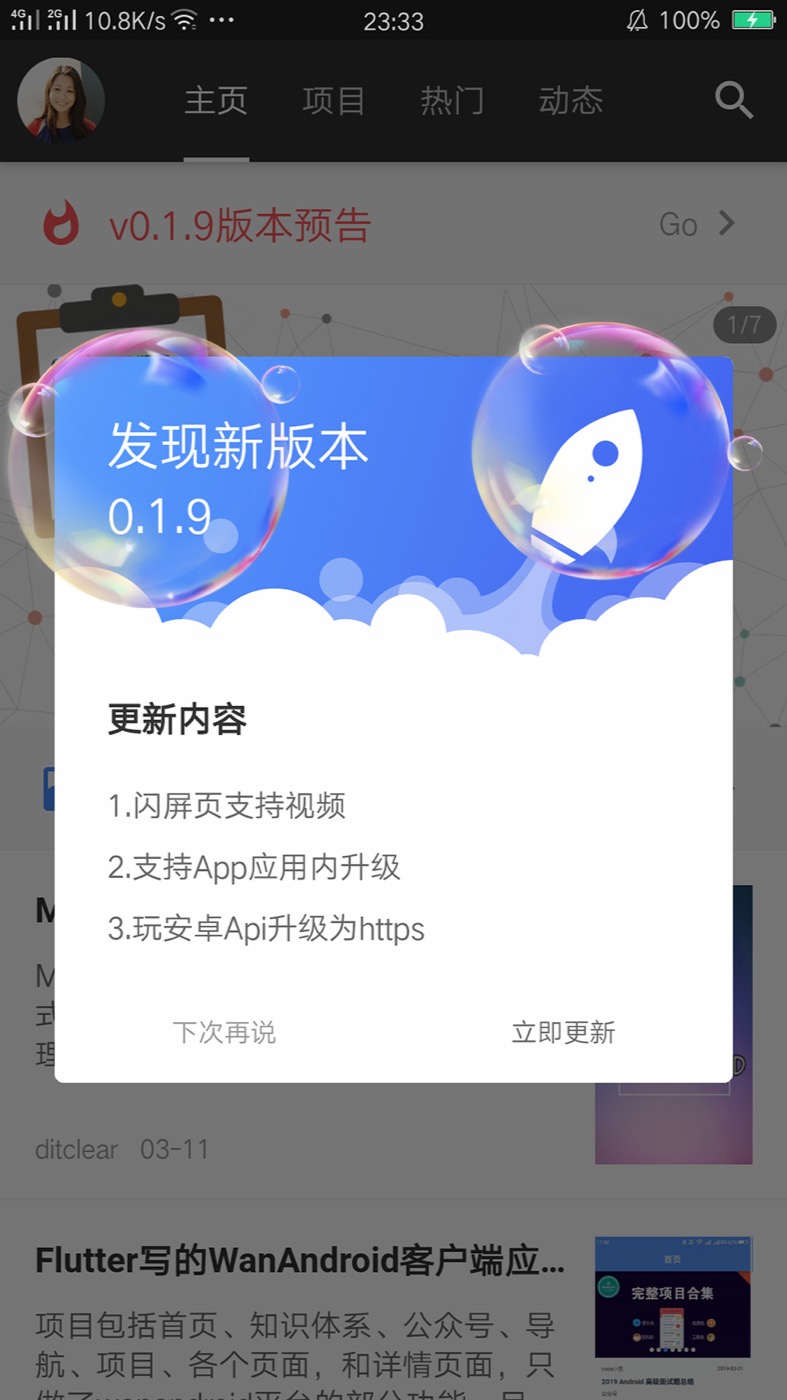 4G 2G 10.8K/s 23:33 100%
主页 项目 热门 动态
v0.1.9版本预告 Go
1/7
发现新版本
0.1.9
更新内容
1.闪屏页支持视频
2.支持App应用内升级
3.玩安卓Api升级为https
下次再说 立即更新
M
M
式
理
ditclear 03-11
Flutter写的WanAndroid客户端应...
首页
完整项目合集
项目包括首页、知识体系、公众号、导
航、项目、各个页面，和详情页面，只
2019 Android 高级面试题总结